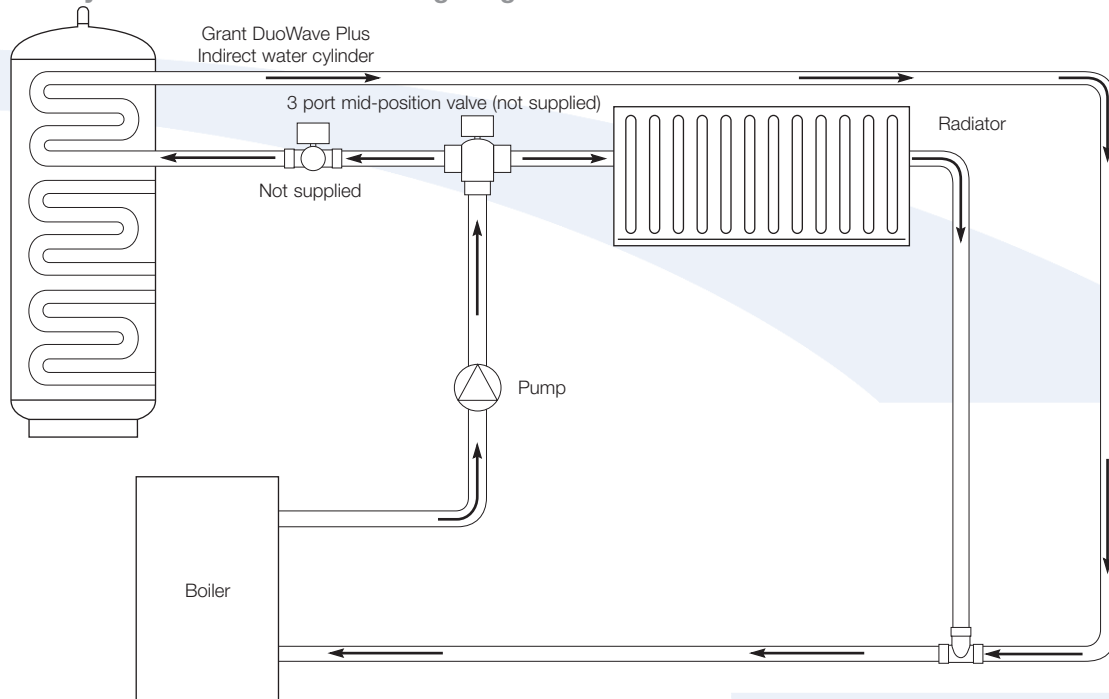 Grant DuoWave Plus
Indirect water cylinder
3 port mid-position valve (not supplied)
Radiator
Not supplied
Pump
Boiler